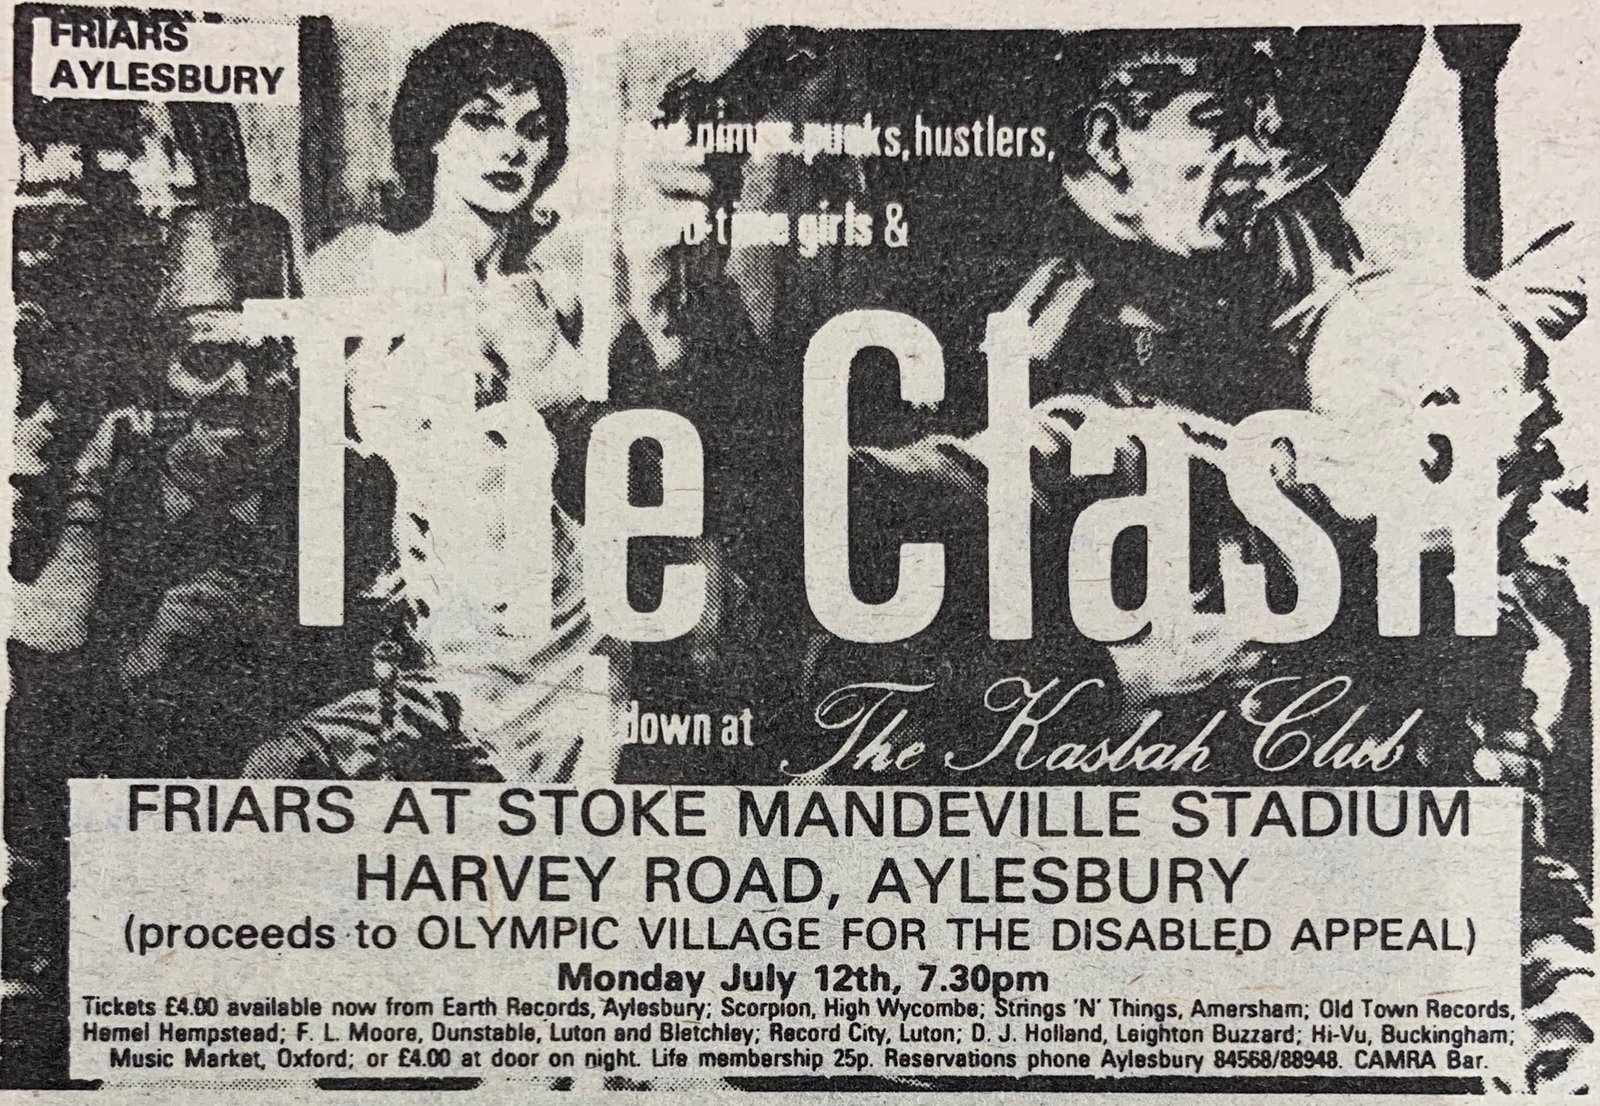 FRIARS
AYLESBURY
pimps, punks, hustlers,
two-time girls &
The Clash
down at The Kasbah Club
FRIARS AT STOKE MANDEVILLE STADIUM
HARVEY ROAD, AYLESBURY
(proceeds to OLYMPIC VILLAGE FOR THE DISABLED APPEAL)
Monday July 12th, 7.30pm
Tickets £4.00 available now from Earth Records, Aylesbury; Scorpion, High Wycombe; Strings 'N' Things, Amersham; Old Town Records,
Hemel Hempstead; F. L. Moore, Dunstable, Luton and Bletchley; Record City, Luton; D. J. Holland, Leighton Buzzard; Hi-Vu, Buckingham;
Music Market, Oxford; or £4.00 at door on night. Life membership 25p. Reservations phone Aylesbury 84568/88948. CAMRA Bar.